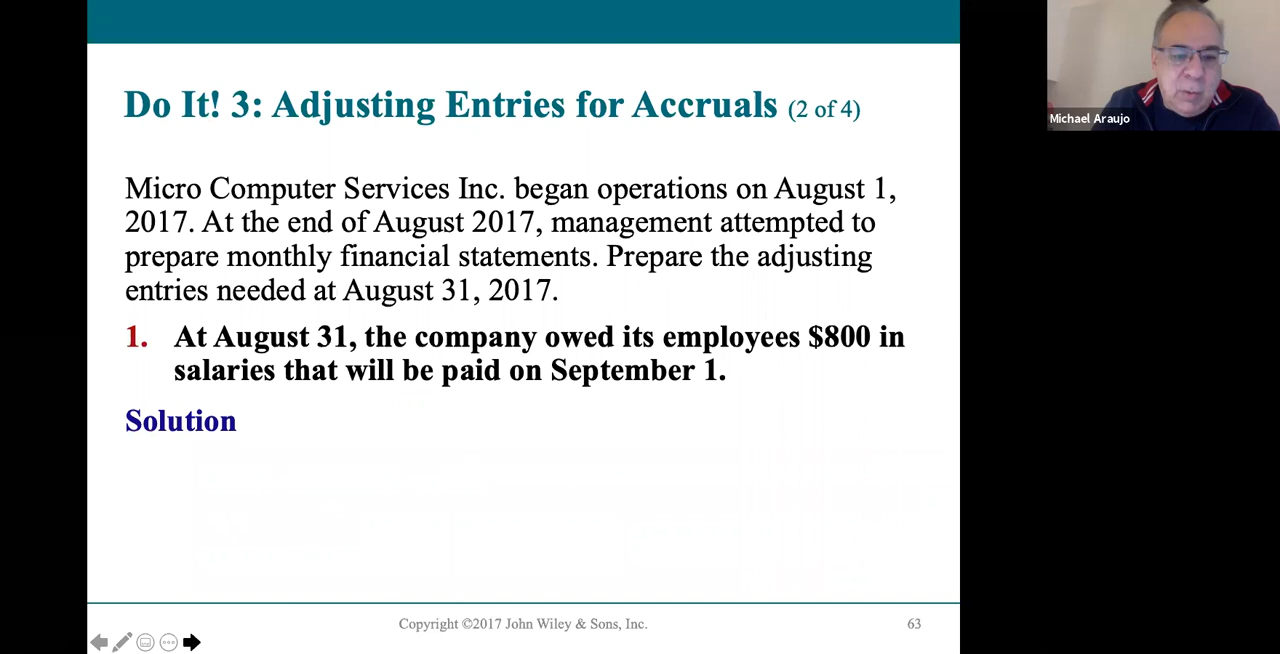 Do It! 3: Adjusting Entries for Accruals (2 of 4)
Michael Araujo
Micro Computer Services Inc. began operations on August 1,
2017. At the end of August 2017, management attempted to
prepare monthly financial statements. Prepare the adjusting
entries needed at August 31, 2017.
1. At August 31, the company owed its employees $800 in
salaries that will be paid on September 1.
Solution
Copyright ©2017 John Wiley & Sons, Inc.
63